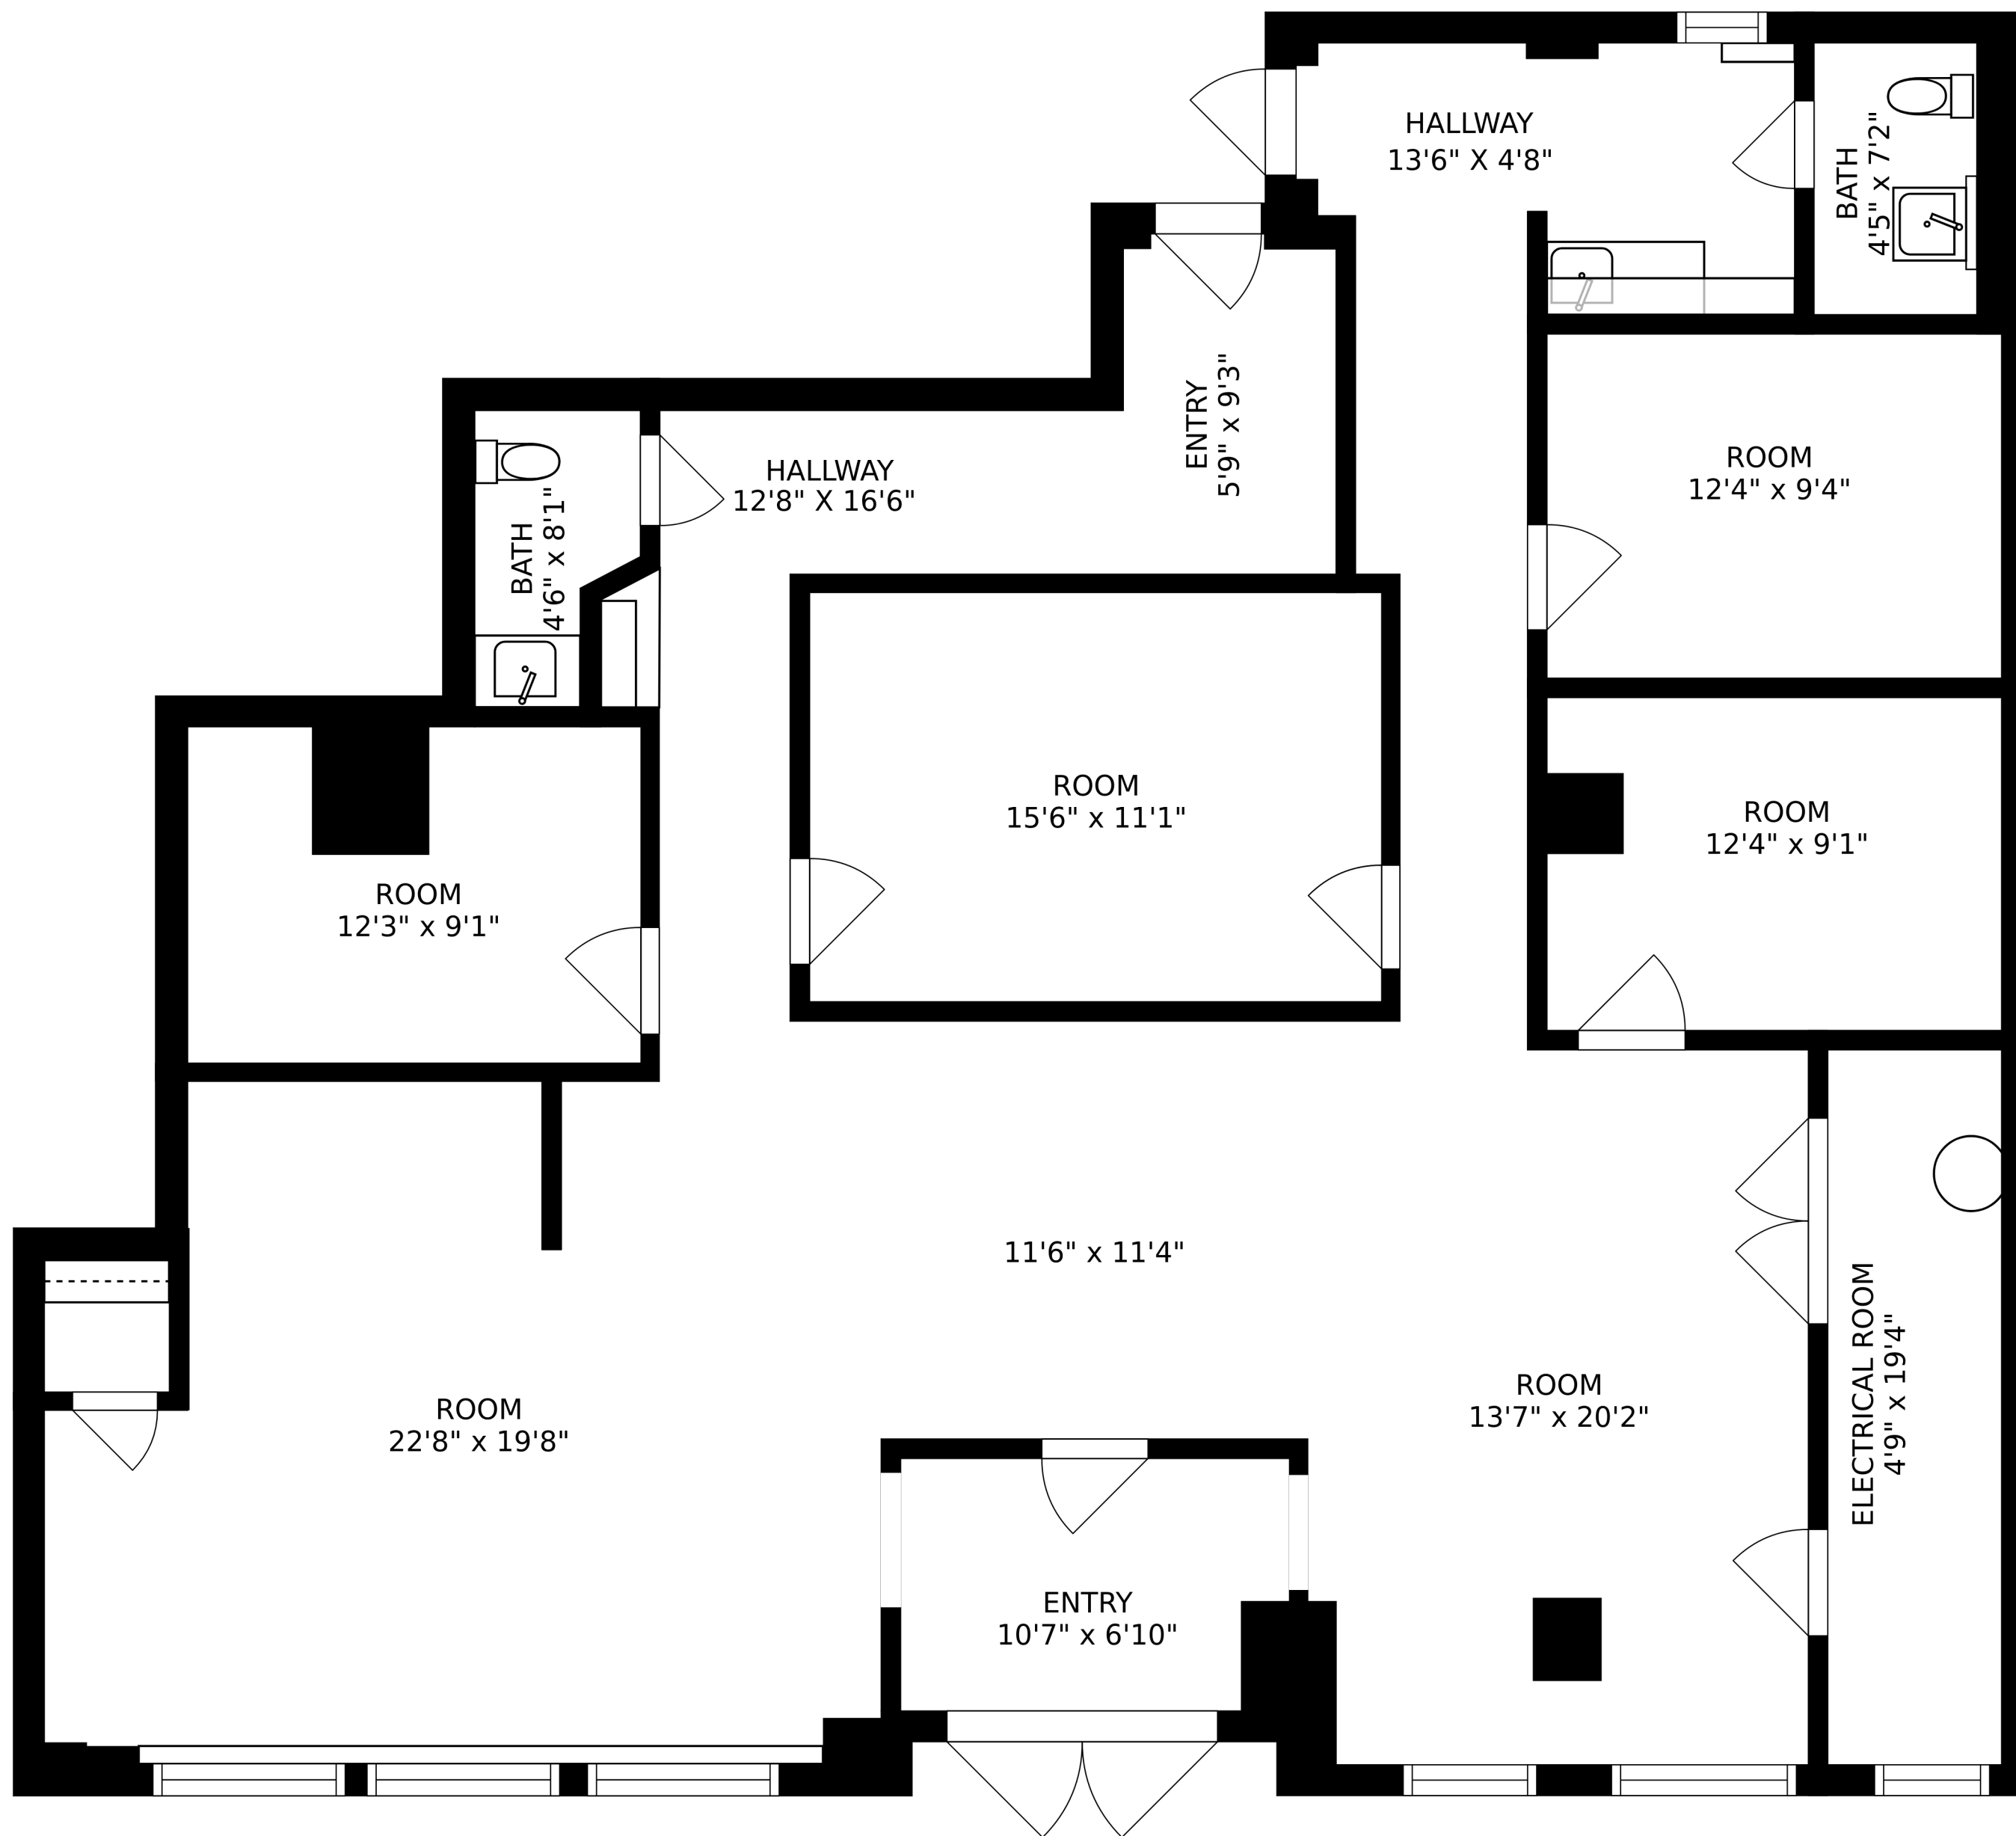 HALLWAY
13'6" X 4'8"
BATH
4'5" x 7'2"
ENTRY
5'9" x 9'3"
HALLWAY
12'8" X 16'6"
ROOM
12'4" x 9'4"
BATH
4'6" x 8'1"
ROOM
15'6" x 11'1"
ROOM
12'4" x 9'1"
ROOM
12'3" x 9'1"
11'6" x 11'4"
ELECTRICAL ROOM
4'9" x 19'4"
ROOM
13'7" x 20'2"
ROOM
22'8" x 19'8"
ENTRY
10'7" x 6'10"